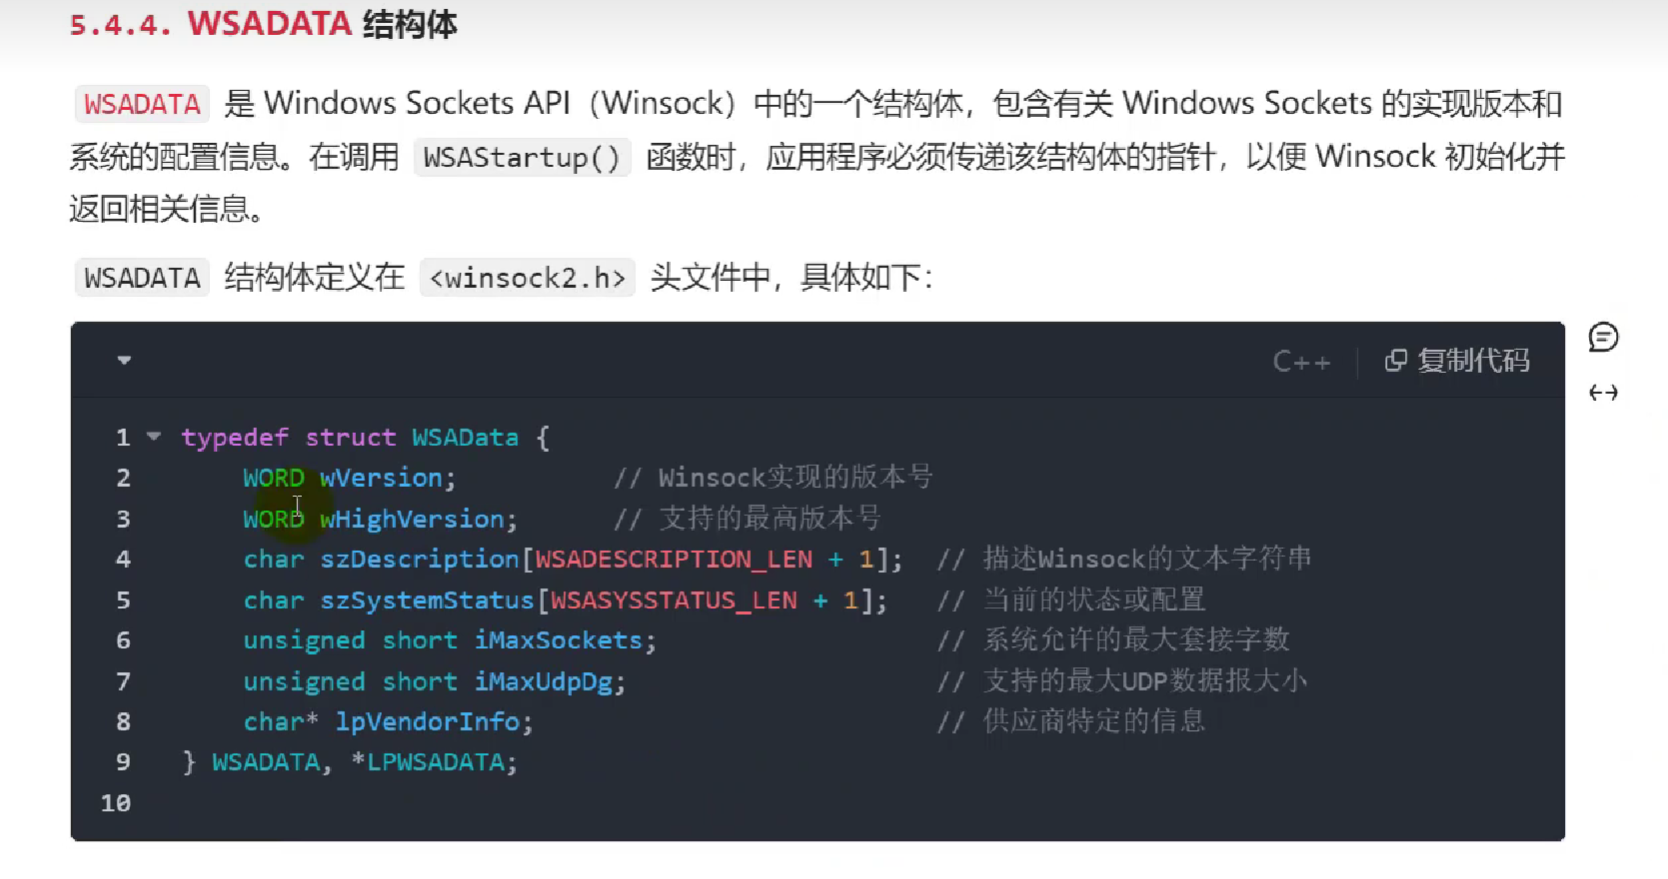 5.4.4. WSADATA 结构体
WSADATA 是 Windows Sockets API（Winsock）中的一个结构体，包含有关 Windows Sockets 的实现版本和
系统的配置信息。在调用 WSAStartup() 函数时，应用程序必须传递该结构体的指针，以便 Winsock 初始化并
返回相关信息。
WSADATA 结构体定义在 <winsock2.h> 头文件中，具体如下：
C++ 复制代码
1 typedef struct WSAData {
2 WORD wVersion; // Winsock实现的版本号
3 WORD wHighVersion; // 支持的最高版本号
4 char szDescription[WSADESCRIPTION_LEN + 1]; // 描述Winsock的文本字符串
5 char szSystemStatus[WSASYSSTATUS_LEN + 1]; // 当前的状态或配置
6 unsigned short iMaxSockets; // 系统允许的最大套接字数
7 unsigned short iMaxUdpDg; // 支持的最大UDP数据报大小
8 char* lpVendorInfo; // 供应商特定的信息
9 } WSADATA, *LPWSADATA;
10